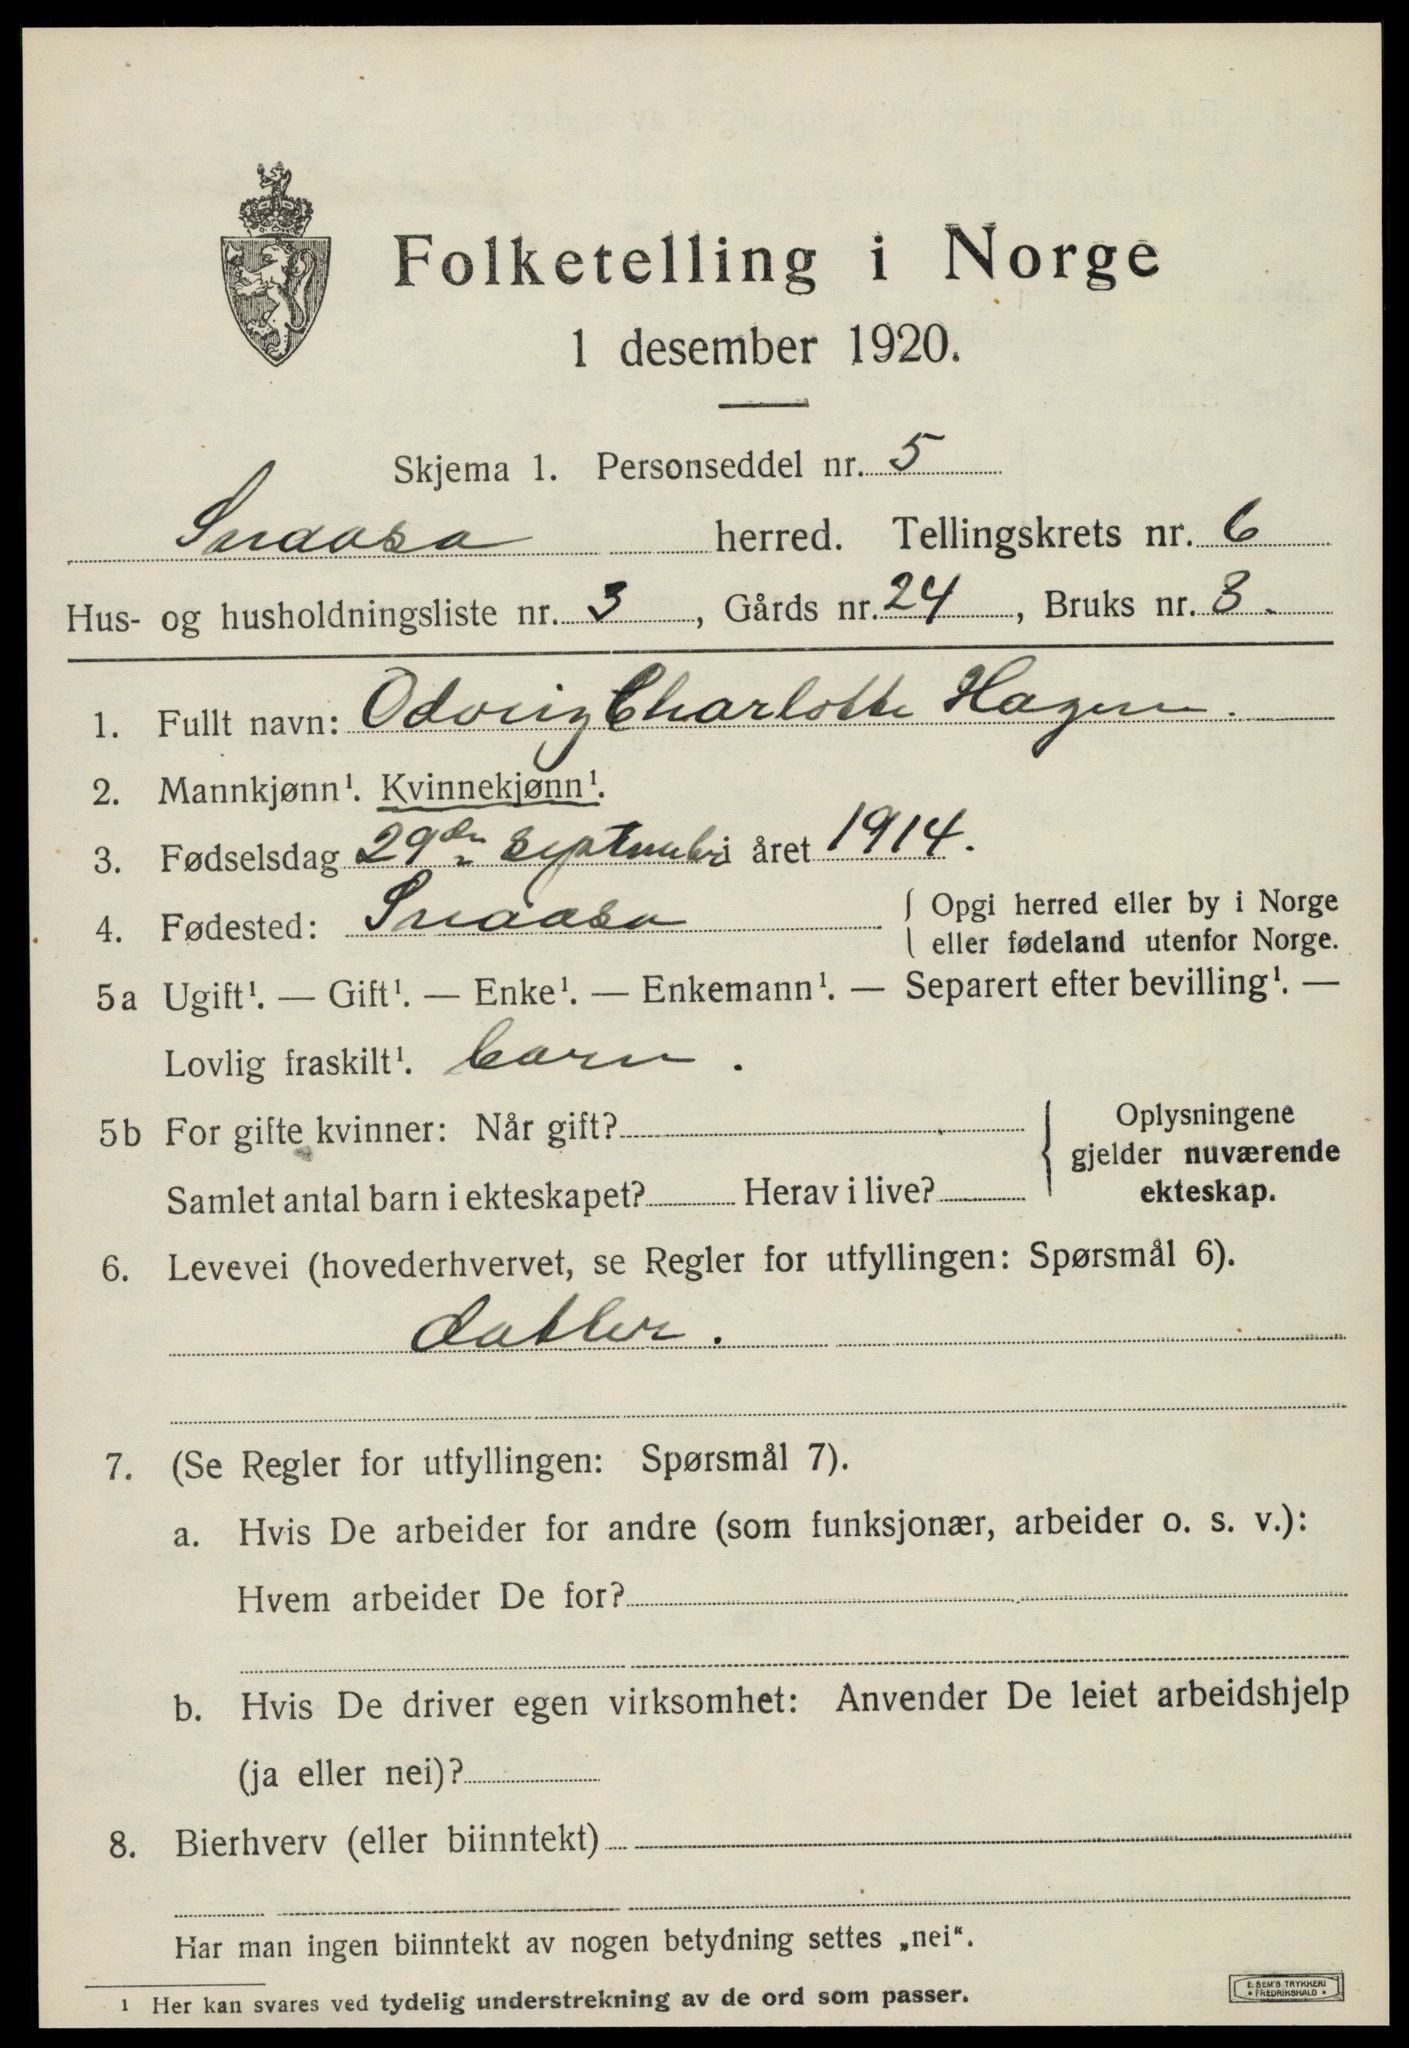 Folketelling i Norge
1 desember 1920.
Skjema 1. Personseddel nr. 5
Snaasa herred. Tellingskrets nr. 6
Hus- og husholdningsliste nr. 3, Gårds nr. 24, Bruks nr. 3.
1. Fullt navn: Odveig Charlotte Hagen.
2. Mannkjønn¹. Kvinnekjønn¹.
3. Fødselsdag 29de september i året 1914.
4. Fødested: Snaasa { Opgi herred eller by i Norge
eller fødeland utenfor Norge.
5a Ugift¹. — Gift¹. — Enke¹. — Enkemann¹. — Separert efter bevilling¹. —
Lovlig fraskilt¹. barn.
5b For gifte kvinner: Når gift? } Oplysningene
gjelder nuværende
Samlet antal barn i ekteskapet? Herav i live? ekteskap.
6. Levevei (hovederhvervet, se Regler for utfyllingen: Spørsmål 6).
datter.
7. (Se Regler for utfyllingen: Spørsmål 7).
a. Hvis De arbeider for andre (som funksjonær, arbeider o. s. v.):
Hvem arbeider De for?
b. Hvis De driver egen virksomhet: Anvender De leiet arbeidshjelp
(ja eller nei)?
8. Bierhverv (eller biinntekt)
Har man ingen biinntekt av nogen betydning settes „nei“.
¹ Her kan svares ved tydelig understrekning av de ord som passer.
E. SEM'S TRYKKERI
• FREDRIKSHALD •